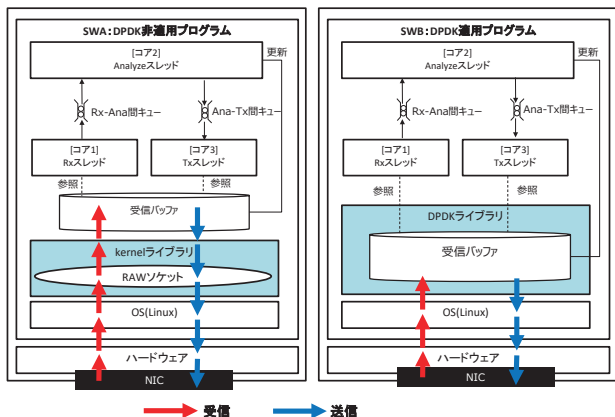 SWA：DPDK非適用プログラム
[コア2]
Analyzeスレッド
更新
Rx-Ana間キュー
Ana-Tx間キュー
[コア1]
Rxスレッド
[コア3]
Txスレッド
参照
参照
受信バッファ
kernelライブラリ
RAWソケット
OS(Linux)
ハードウェア
NIC
SWB：DPDK適用プログラム
[コア2]
Analyzeスレッド
更新
Rx-Ana間キュー
Ana-Tx間キュー
[コア1]
Rxスレッド
[コア3]
Txスレッド
参照
参照
DPDKライブラリ
受信バッファ
OS(Linux)
ハードウェア
NIC
受信
送信